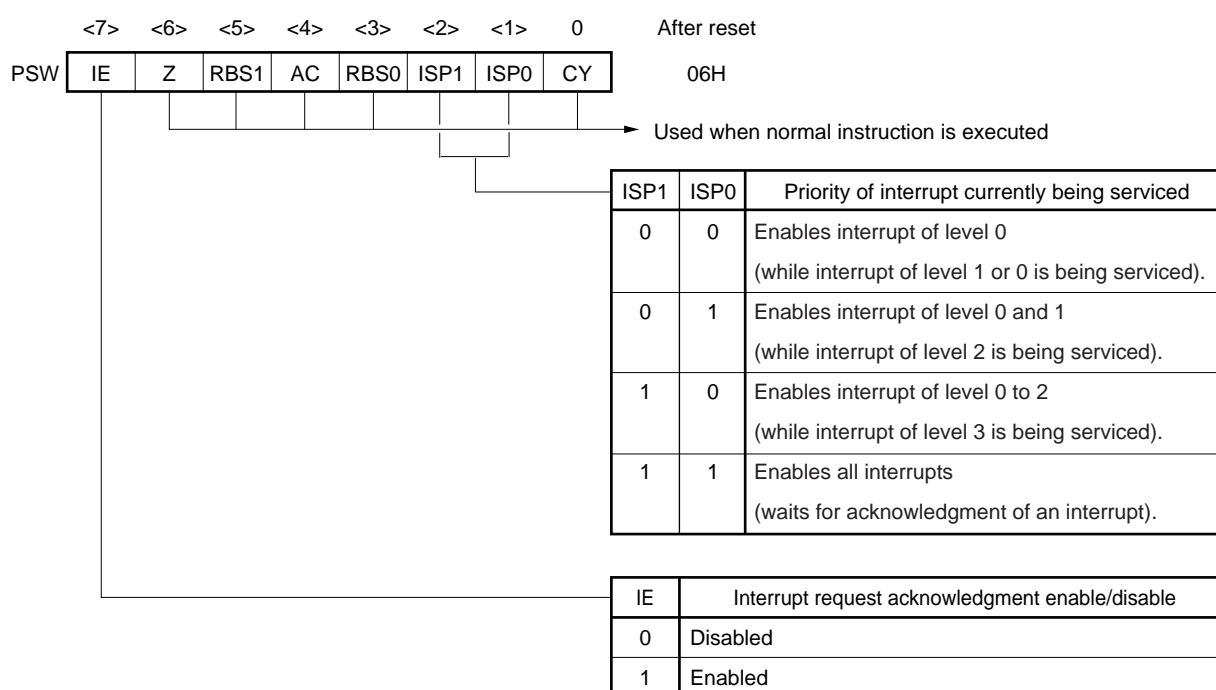 <7> <6> <5> <4> <3> <2> <1> 0 After reset
PSW IE Z RBS1 AC RBS0 ISP1 ISP0 CY 06H
Used when normal instruction is executed
ISP1 ISP0 Priority of interrupt currently being serviced
0 0 Enables interrupt of level 0
(while interrupt of level 1 or 0 is being serviced).
0 1 Enables interrupt of level 0 and 1
(while interrupt of level 2 is being serviced).
1 0 Enables interrupt of level 0 to 2
(while interrupt of level 3 is being serviced).
1 1 Enables all interrupts
(waits for acknowledgment of an interrupt).
IE Interrupt request acknowledgment enable/disable
0 Disabled
1 Enabled